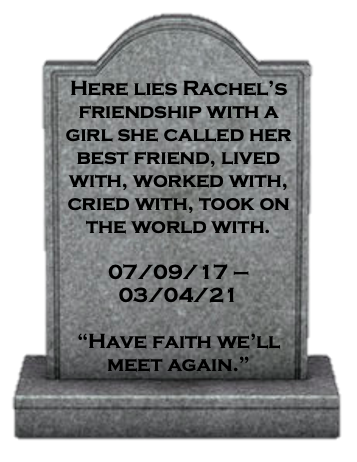 Here lies Rachel’s
friendship with a
girl she called her
best friend, lived
with, worked with,
cried with, took on
the world with.
07/09/17 –
03/04/21
“Have faith we’ll
meet again.”